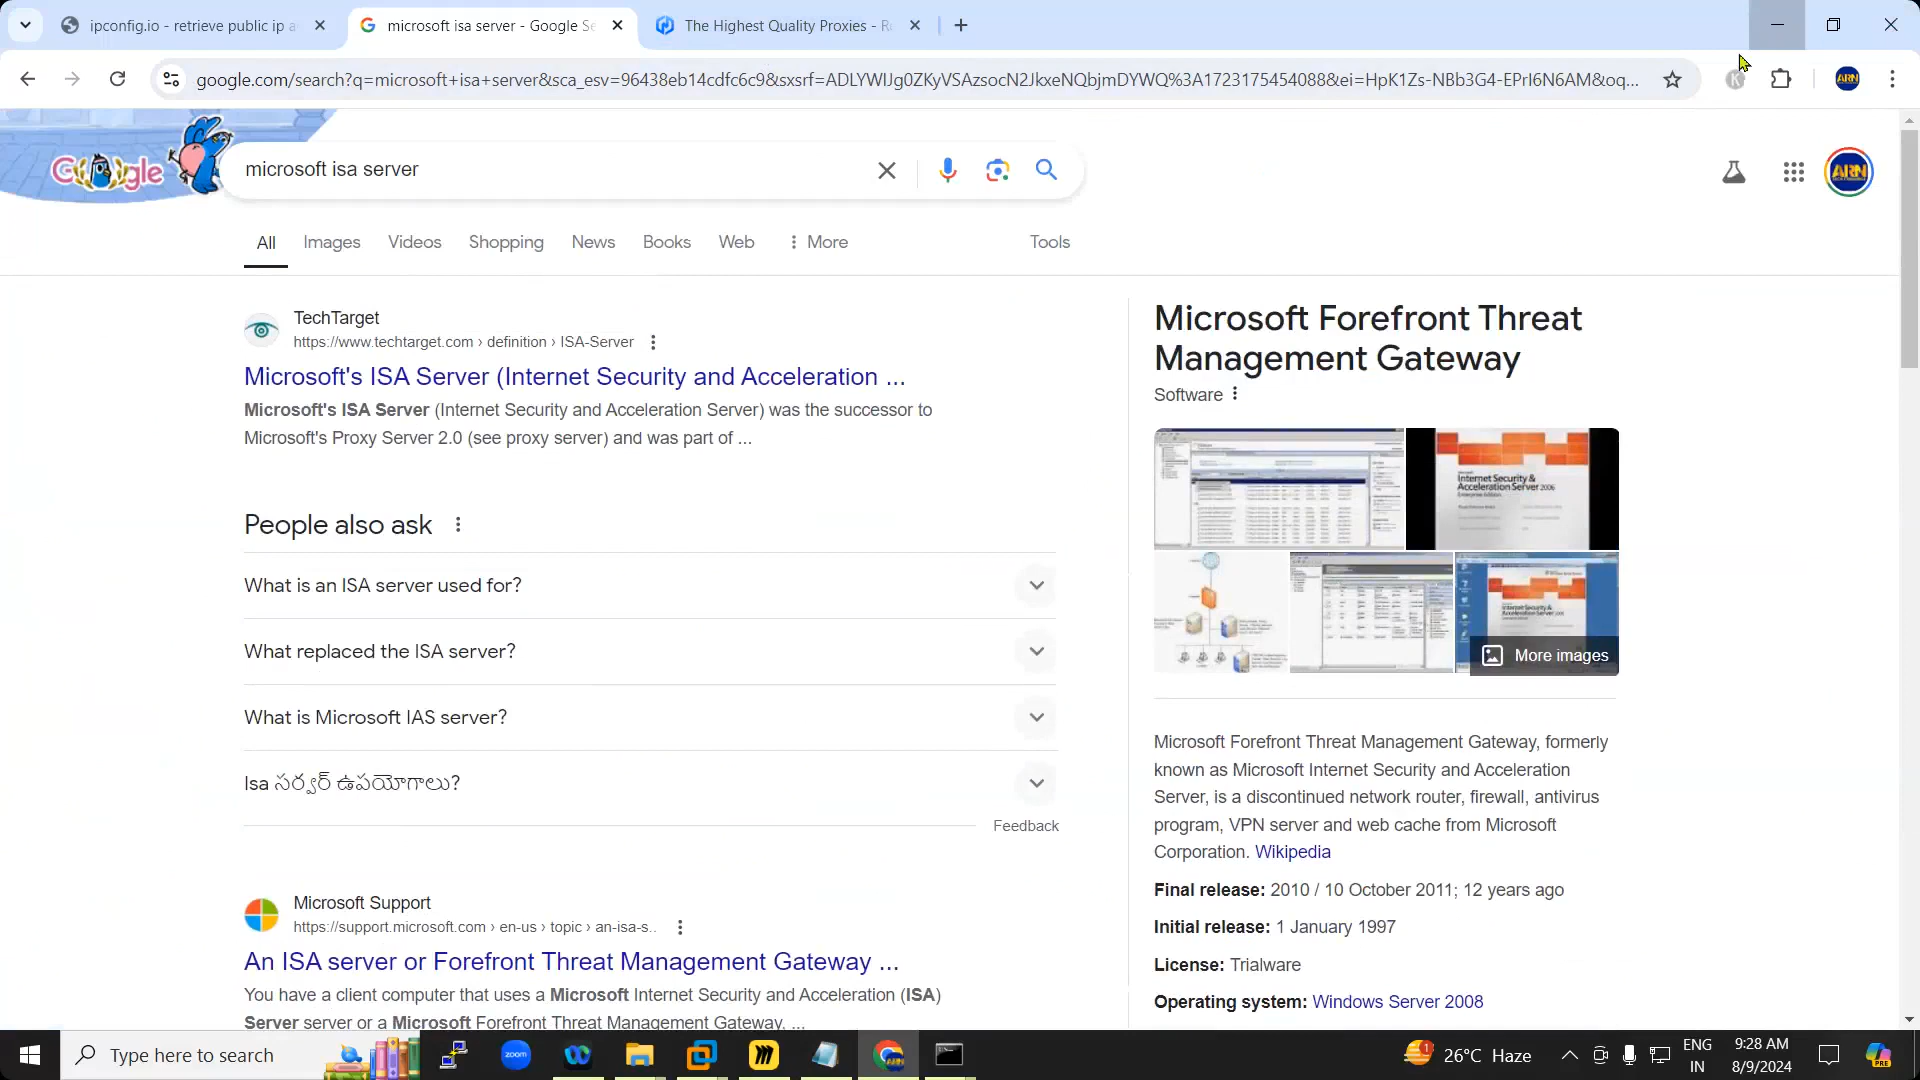 ipconfig.io - retrieve public ip a
microsoft isa server - Google Se
The Highest Quality Proxies - R
google.com/search?q=microsoft+isa+server&sca_esv=96438eb14cdfc6c9&sxsrf=ADLYWIJg0ZKyVSAzsocN2JkxeNQbjmDYWQ%3A1723175454088&ei=HpK1Zs-NBb3G4-EPrI6N6AM&oq...
Google
microsoft isa server
ARN
All
Images
Videos
Shopping
News
Books
Web
More
Tools
TechTarget
https://www.techtarget.com › definition › ISA-Server
Microsoft's ISA Server (Internet Security and Acceleration ...
Microsoft's ISA Server (Internet Security and Acceleration Server) was the successor to
Microsoft's Proxy Server 2.0 (see proxy server) and was part of ...
People also ask
What is an ISA server used for?
What replaced the ISA server?
What is Microsoft IAS server?
Isa సర్వర్ ఉపయోగాలు?
Feedback
Microsoft Support
https://support.microsoft.com › en-us › topic › an-isa-s..
An ISA server or Forefront Threat Management Gateway ...
You have a client computer that uses a Microsoft Internet Security and Acceleration (ISA)
Server server or a Microsoft Forefront Threat Management Gateway, ...
Microsoft Forefront Threat
Management Gateway
Software
Internet Security &
Acceleration Server 2006
More images
Microsoft Forefront Threat Management Gateway, formerly
known as Microsoft Internet Security and Acceleration
Server, is a discontinued network router, firewall, antivirus
program, VPN server and web cache from Microsoft
Corporation. Wikipedia
Final release: 2010 / 10 October 2011; 12 years ago
Initial release: 1 January 1997
License: Trialware
Operating system: Windows Server 2008
Type here to search
zoom
26°C Haze
ENG
IN
9:28 AM
8/9/2024